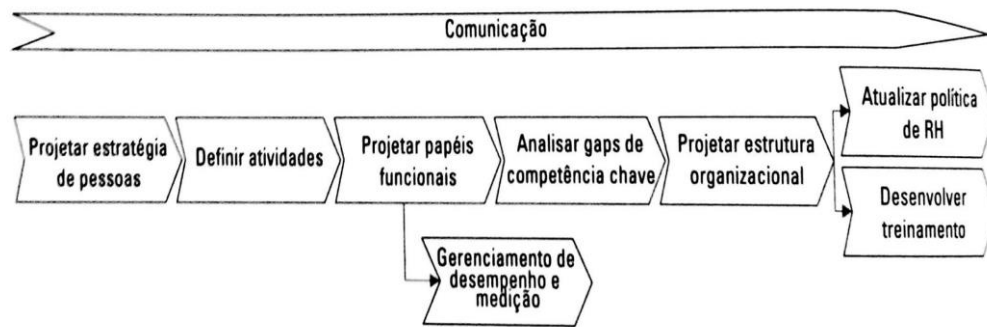 Comunicação
Projetar estratégia
de pessoas
Definir atividades
Projetar papéis
funcionais
Analisar gaps de
competência chave
Projetar estrutura
organizacional
Atualizar política
de RH
Desenvolver
treinamento
Gerenciamento de
desempenho e
medição